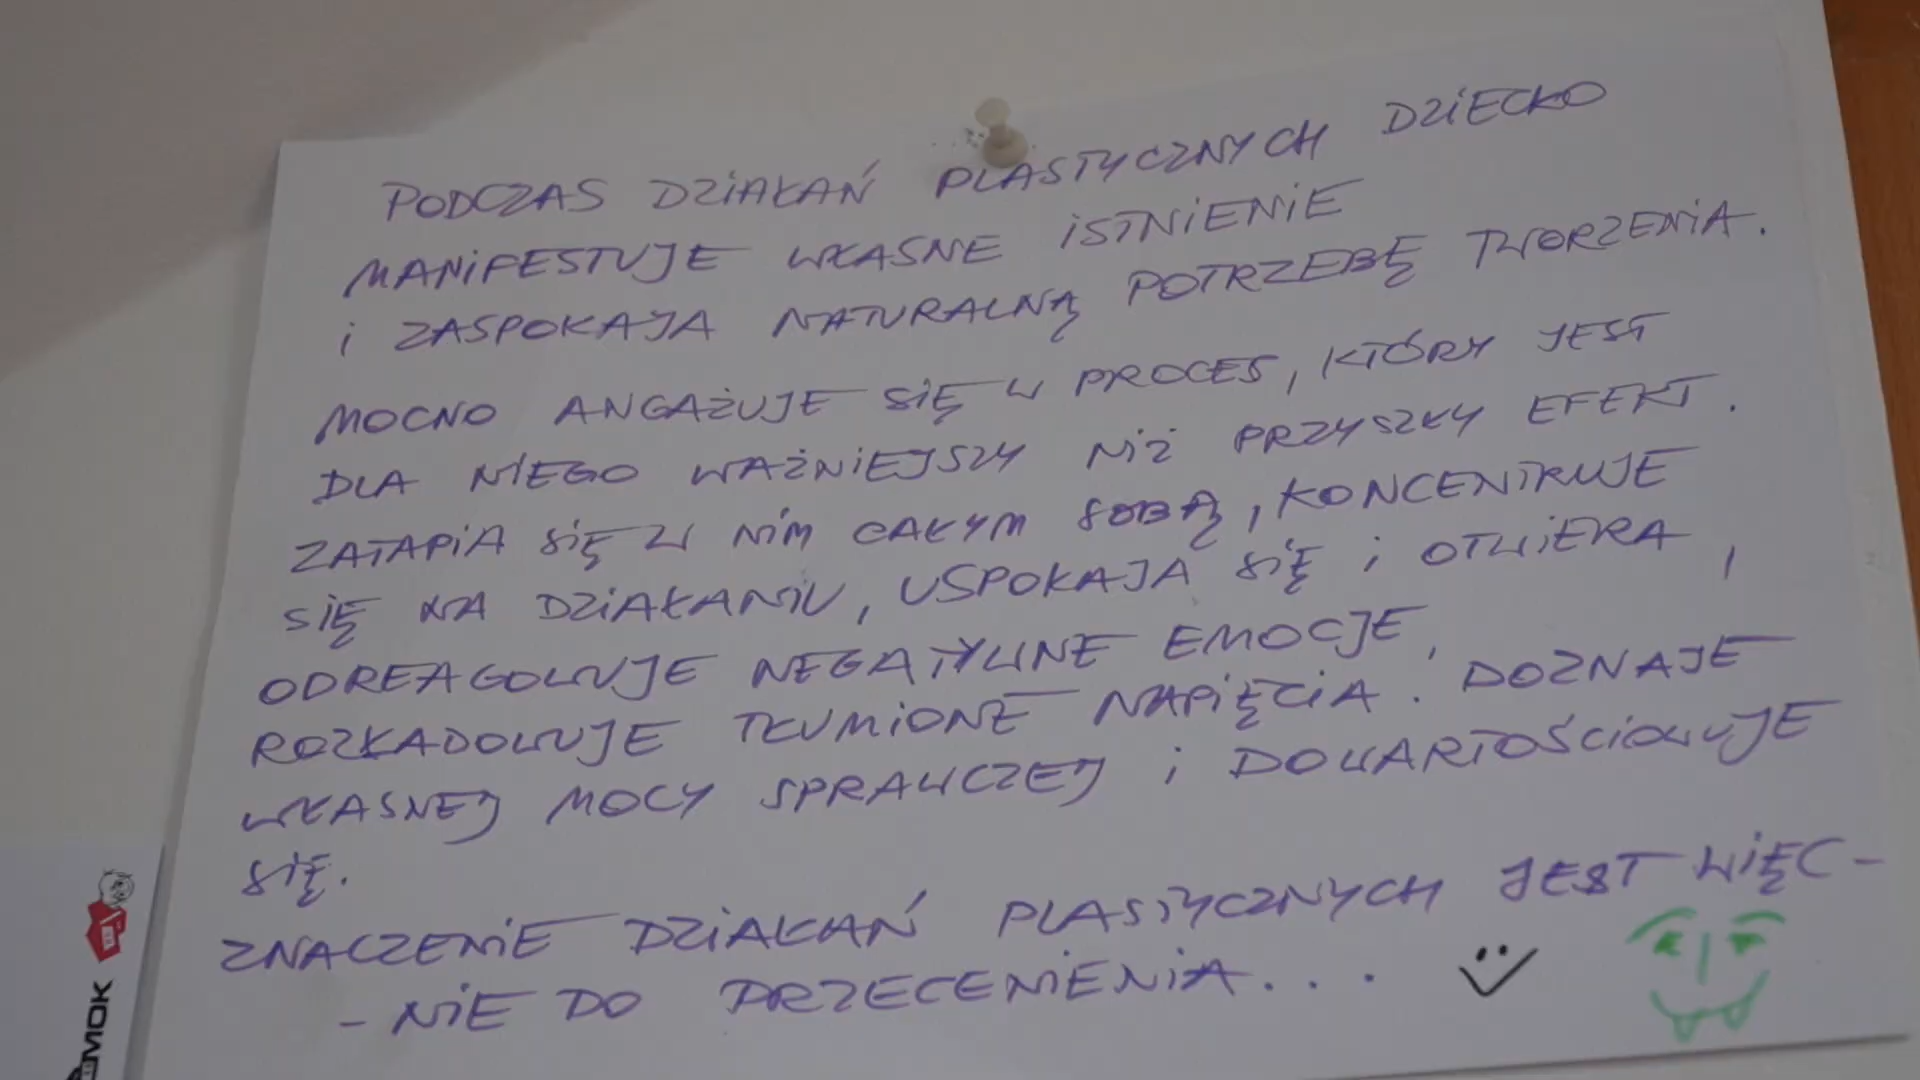 PODCZAS DZiAŁAŃ PLASTYCZNYCH DZiECKO
MANiFESTUJE WŁASNE iSTNIENIE
i ZASPOKAJA NATURALNĄ POTRZEBĘ TWORZENiA.
MOCNO ANGAŻUJE SiĘ W PROCES, KTÓRY JEST
DLA NIEGO WAŻNIEJSZY NiŻ PRZYSZŁY EFEKT.
ZATAPiA SiĘ W NiM CAŁYM SOBĄ, KONCENTRUJE
SiĘ NA DZiAŁANIU, USPOKAJA SiĘ i OTWiERA,
ODREAGOWUJE NEGATYWNE EMOCJE,
ROZŁADOWUJE TŁUMIONE NAPiĘCiA. DOZNAJE
WŁASNEJ MOCY SPRAWCZEJ i DOWARTOŚCiOWUJE
SiĘ.
ZNACZENiE DZiAŁAŃ PLASTYCZNYCH JEST WiĘC -
- NiE DO PRZECENiENiA...
MOK